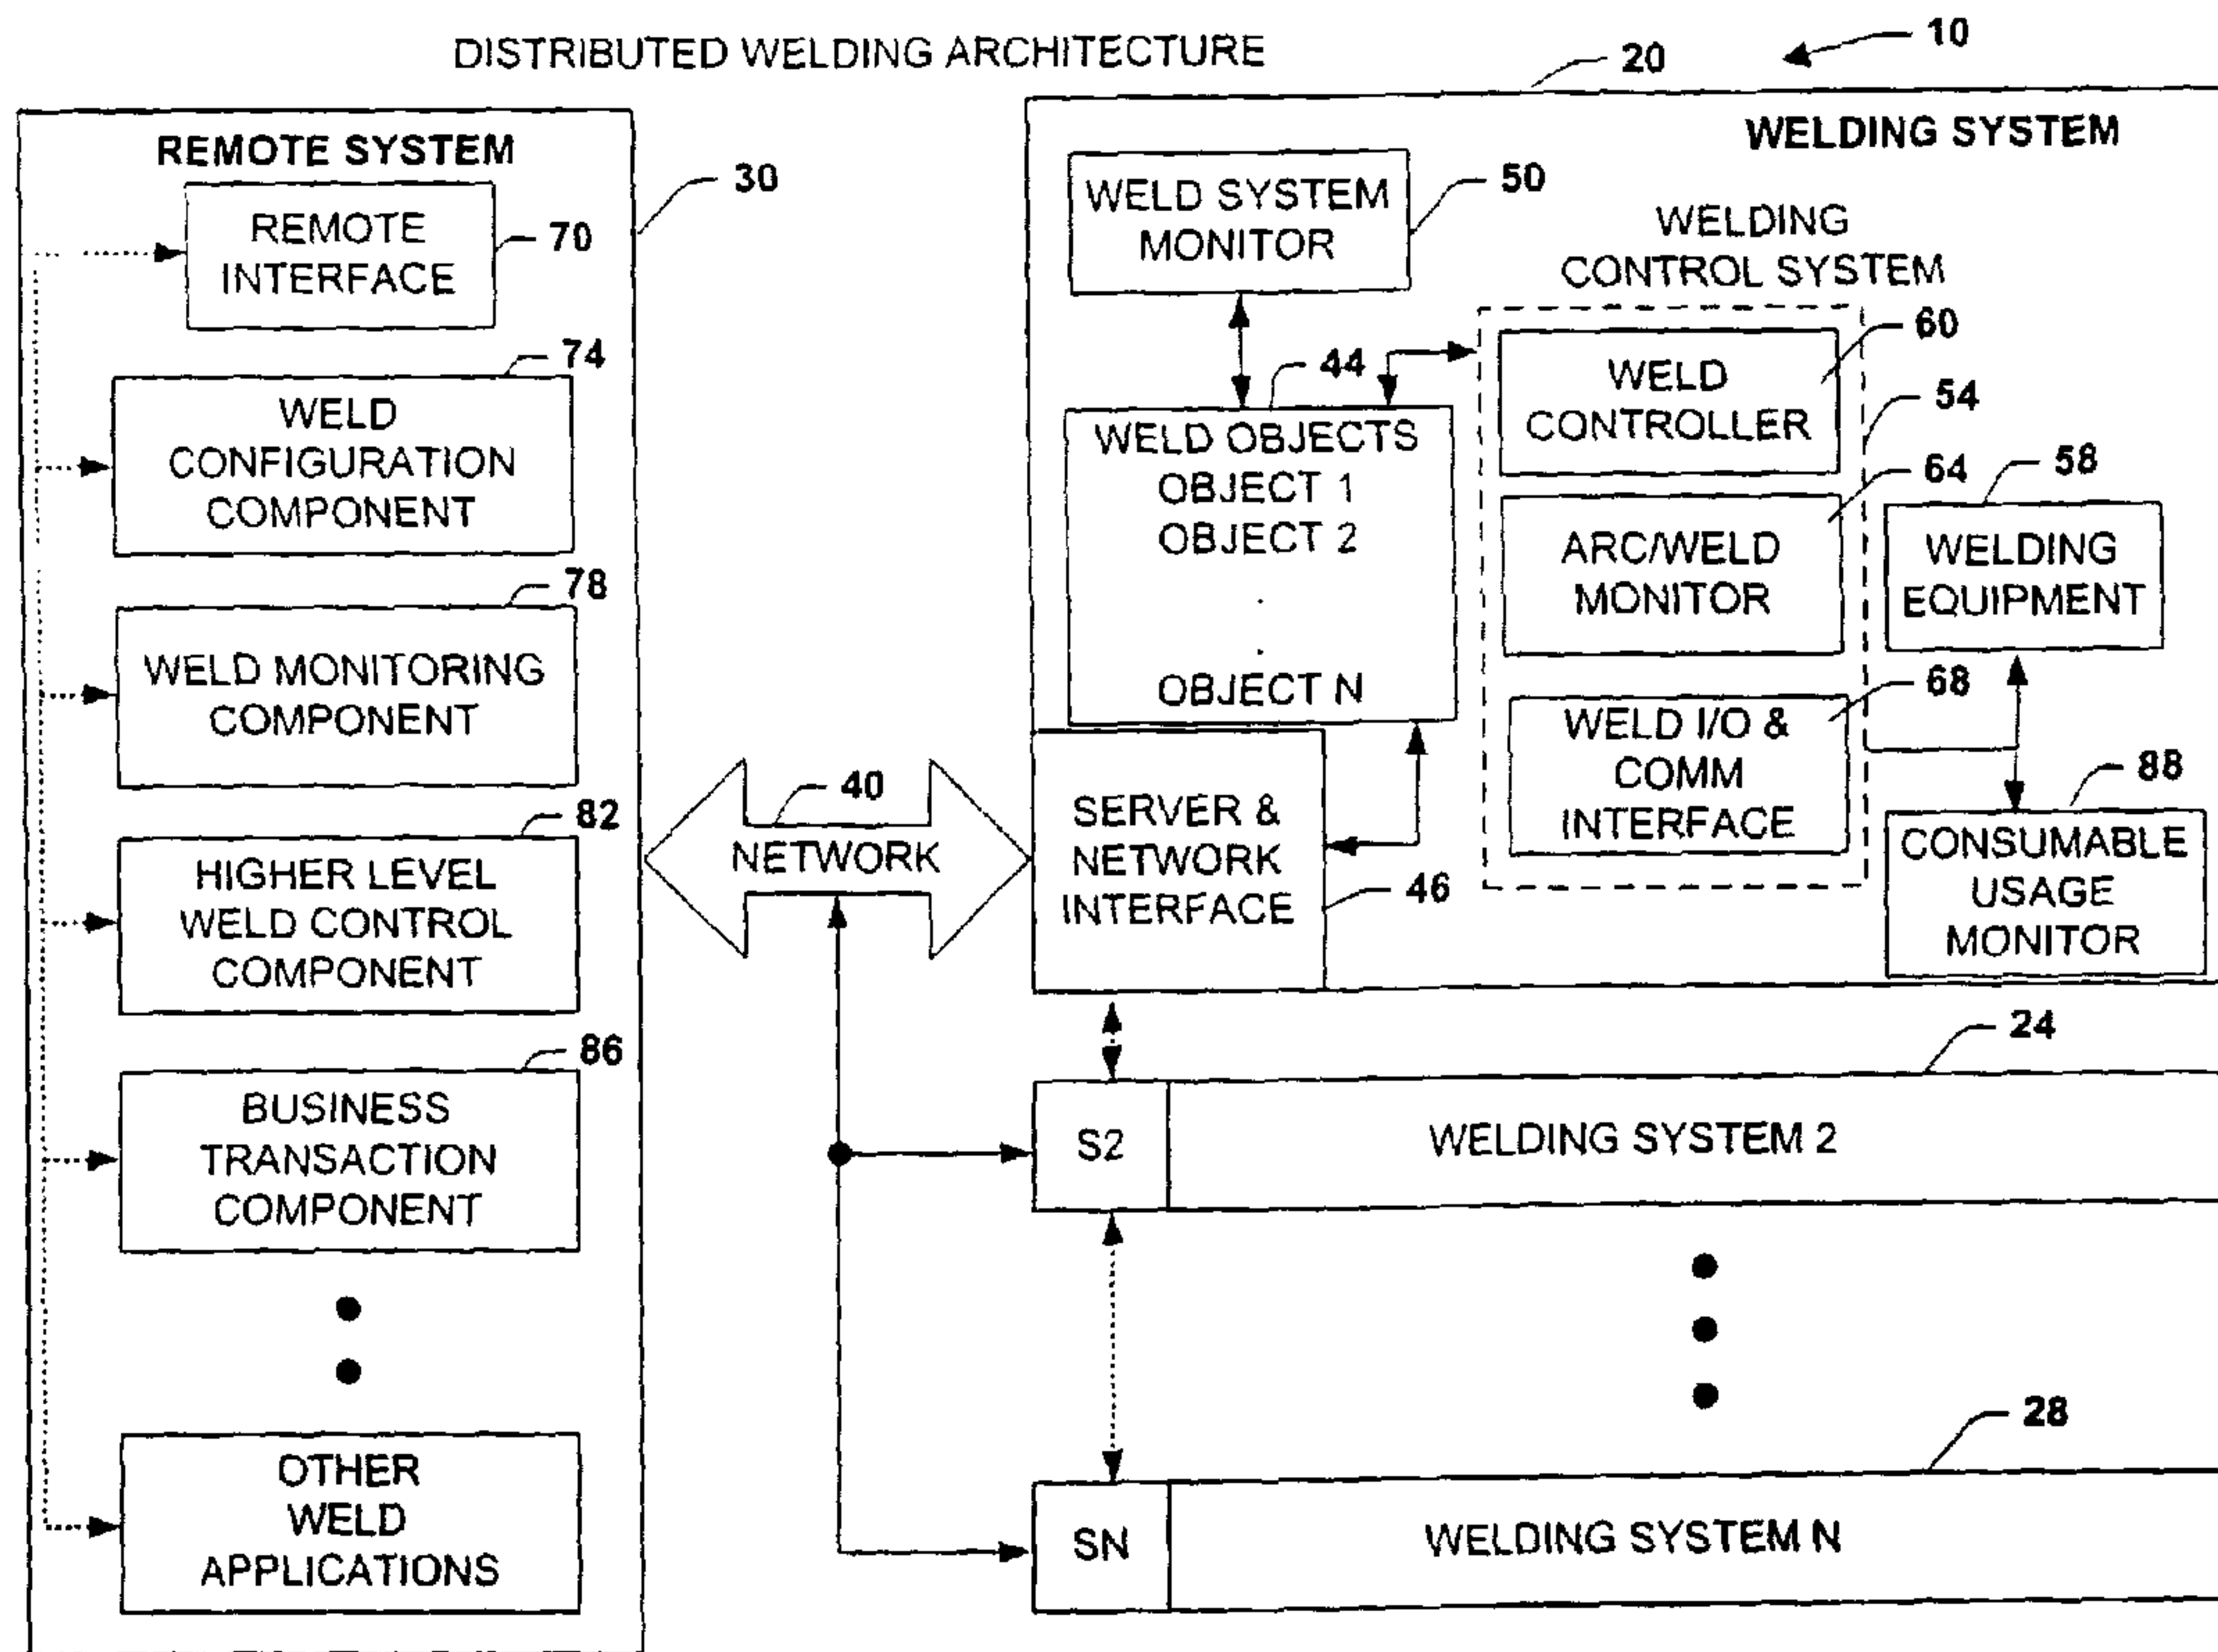 DISTRIBUTED WELDING ARCHITECTURE
10
20
REMOTE SYSTEM
30
REMOTE
INTERFACE
70
74
WELD
CONFIGURATION
COMPONENT
78
WELD MONITORING
COMPONENT
82
HIGHER LEVEL
WELD CONTROL
COMPONENT
86
BUSINESS
TRANSACTION
COMPONENT
OTHER
WELD
APPLICATIONS
40
NETWORK
WELDING SYSTEM
WELD SYSTEM
MONITOR
50
WELDING
CONTROL SYSTEM
44
WELD OBJECTS
OBJECT 1
OBJECT 2
OBJECT N
WELD
CONTROLLER
60
54
ARC/WELD
MONITOR
64
WELD I/O &
COMM
INTERFACE
68
58
WELDING
EQUIPMENT
88
CONSUMABLE
USAGE
MONITOR
SERVER &
NETWORK
INTERFACE
46
24
S2
WELDING SYSTEM 2
28
SN
WELDING SYSTEM N